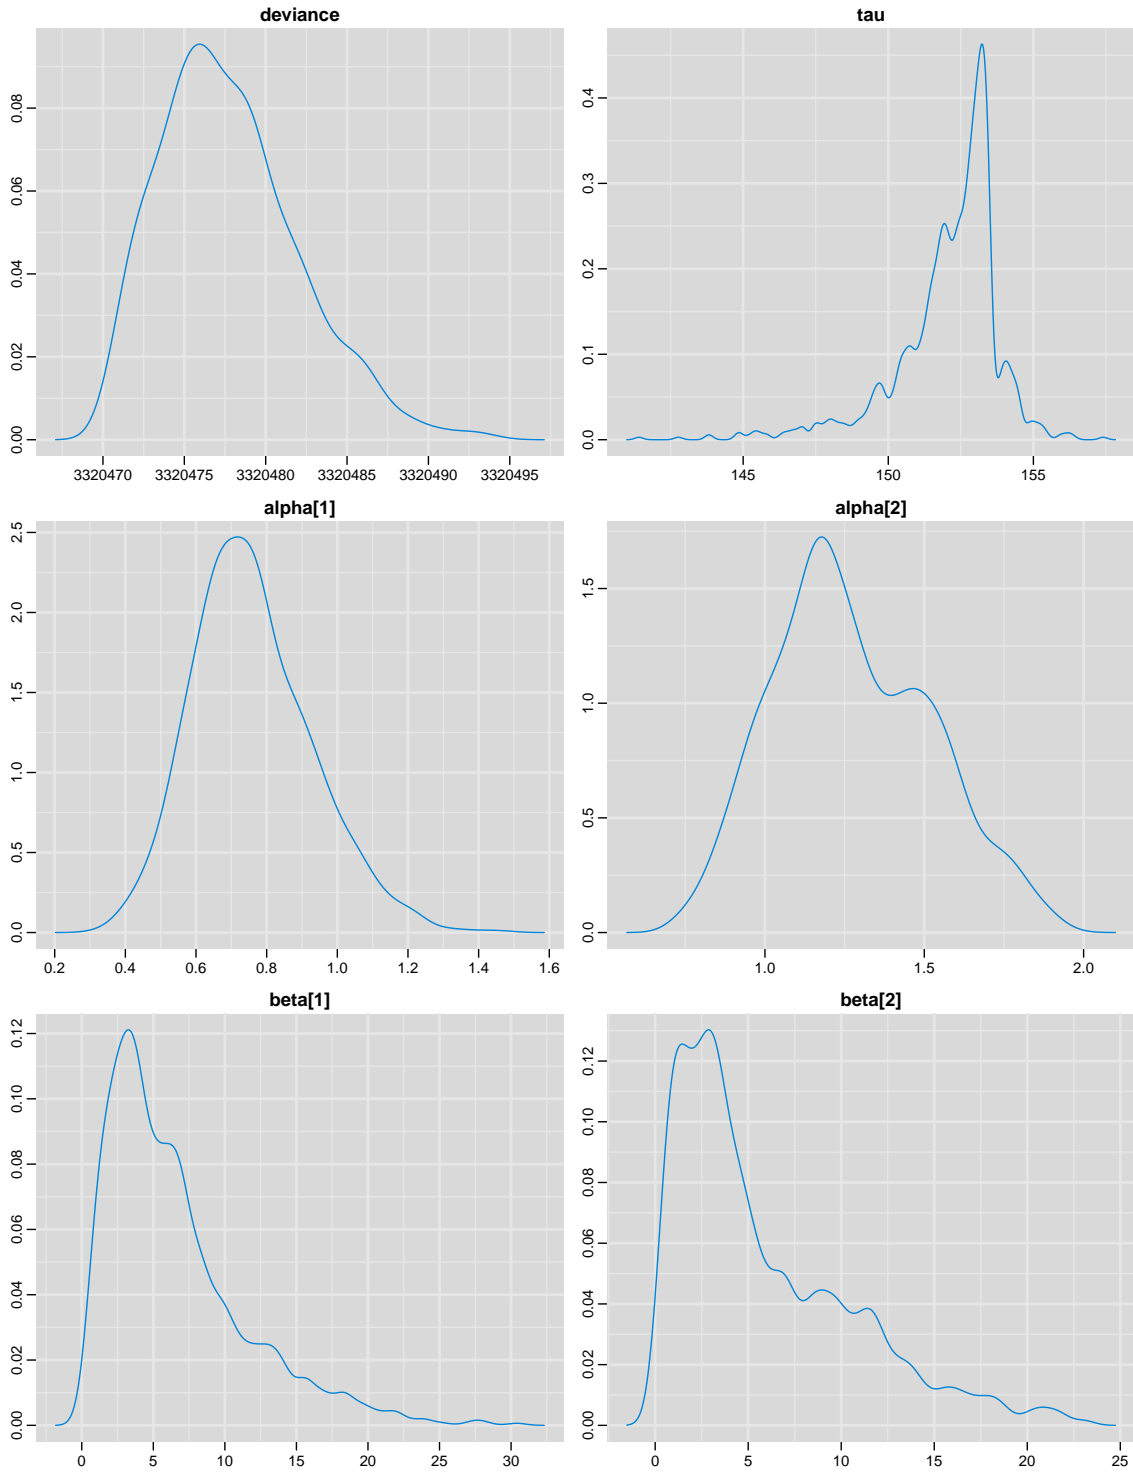 deviance
0.00 0.02 0.04 0.06 0.08
3320470 3320475 3320480 3320485 3320490 3320495
tau
0.0 0.1 0.2 0.3 0.4
145 150 155
alpha[1]
0.0 0.5 1.0 1.5 2.0 2.5
0.2 0.4 0.6 0.8 1.0 1.2 1.4 1.6
alpha[2]
0.0 0.5 1.0 1.5
1.0 1.5 2.0
beta[1]
0.00 0.02 0.04 0.06 0.08 0.10 0.12
0 5 10 15 20 25 30
beta[2]
0.00 0.02 0.04 0.06 0.08 0.10 0.12
0 5 10 15 20 25